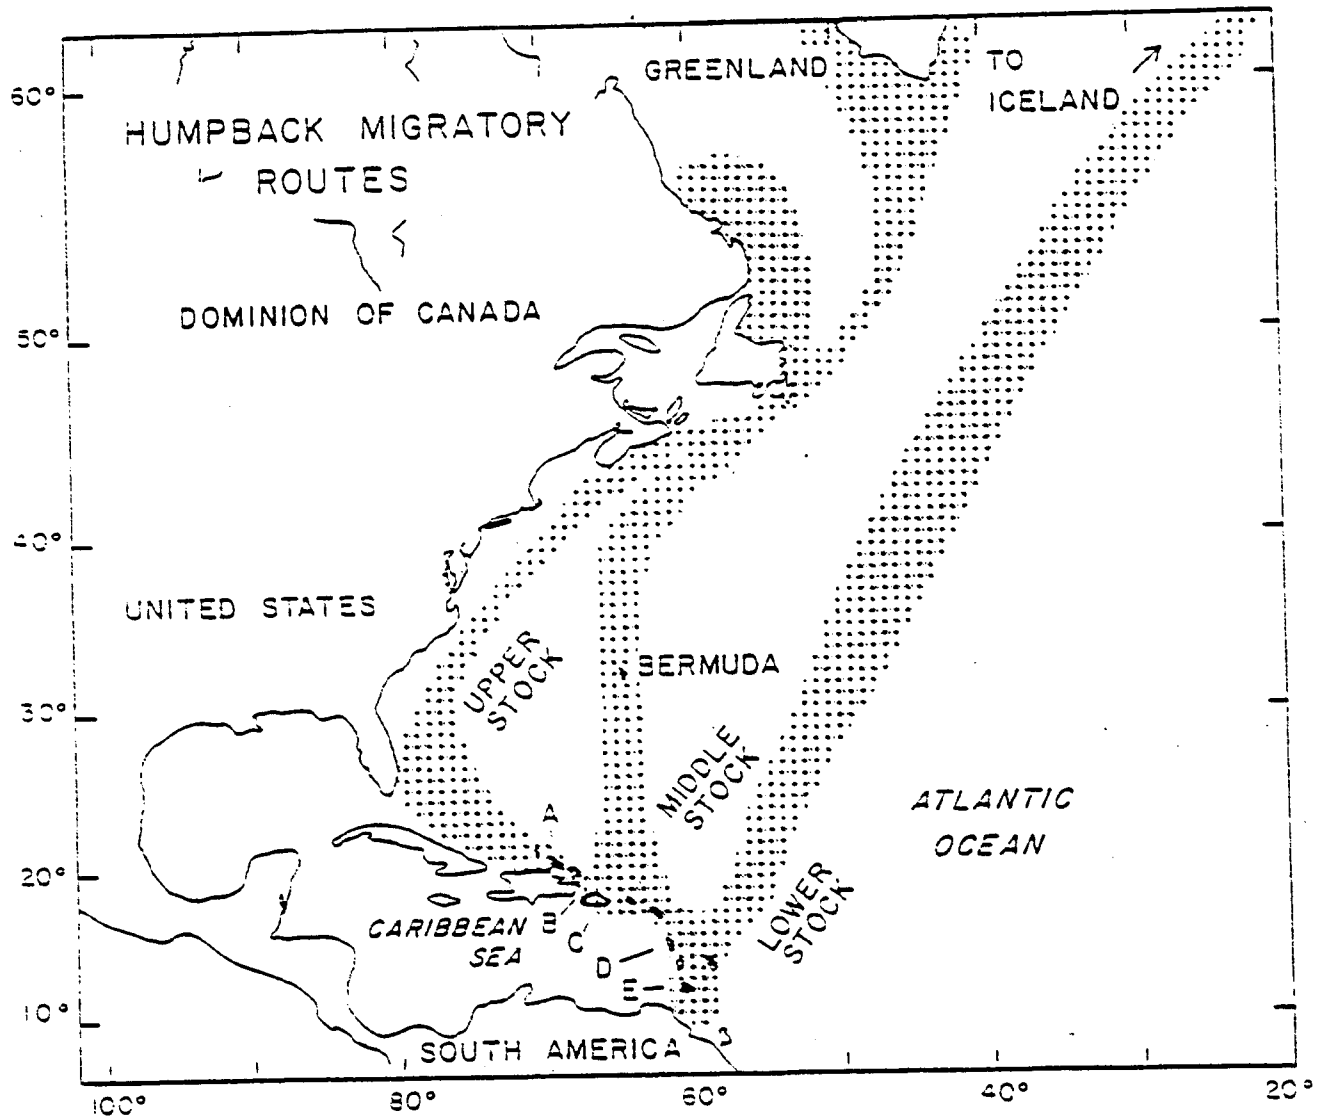 GREENLAND
TO
ICELAND
60°
HUMPBACK MIGRATORY
ROUTES
DOMINION OF CANADA
50°
40°
UNITED STATES
UPPER
STOCK
BERMUDA
30°
MIDDLE
STOCK
ATLANTIC
OCEAN
A
20°
LOWER
STOCK
CARIBBEAN
SEA
B
C
D
E
10°
SOUTH AMERICA
100°
80°
60°
40°
20°